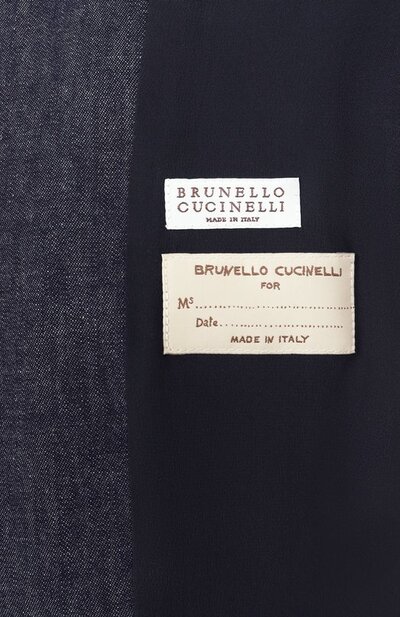 BRUNELLO
CUCINELLI
MADE IN ITALY
BRUNELLO CUCINELLI
FOR
Ms..............................
Date..............................
MADE IN ITALY